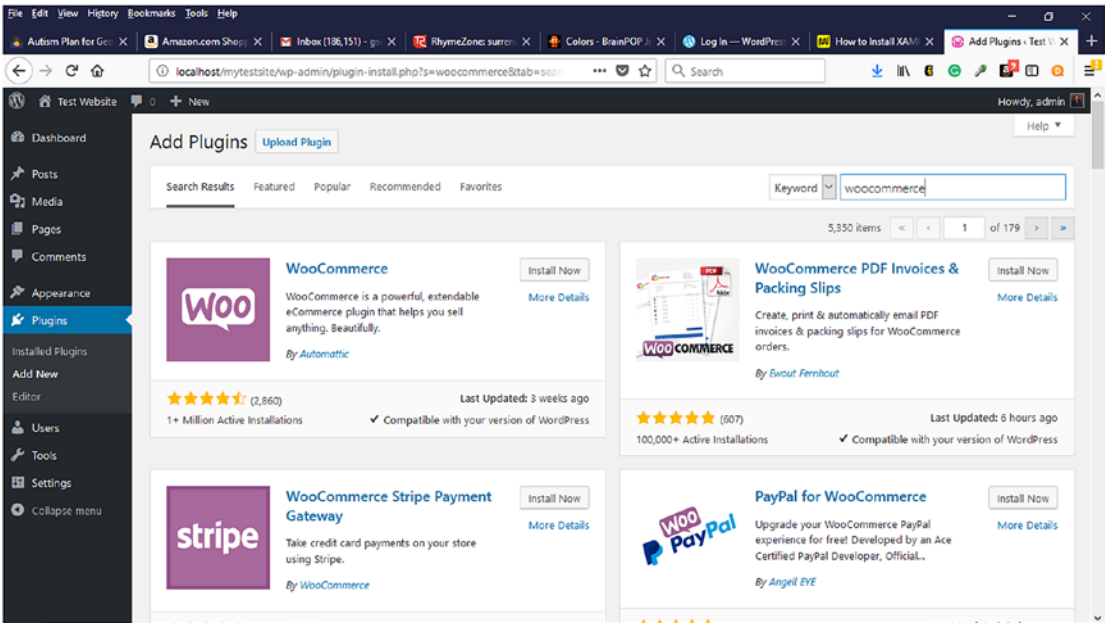 File Edit View History Bookmarks Tools Help
Autism Plan for Geo
Amazon.com Shopp
Inbox (186,151) - gs
RhymeZone: surren
Colors - BrainPOP J
Log In — WordPress
How to Install XAM
Add Plugins ‹ Test W
localhost/mytestsite/wp-admin/plugin-install.php?s=woocommerce&tab=sear
Search
Test Website 0 + New
Howdy, admin
Help
Dashboard
Posts
Media
Pages
Comments
Appearance
Plugins
Installed Plugins
Add New
Editor
Users
Tools
Settings
Collapse menu
Add Plugins Upload Plugin
Search Results Featured Popular Recommended Favorites
Keyword woocommerce
5,350 items « ‹ 1 of 179 › »
WOO
WooCommerce
Install Now
More Details
WooCommerce is a powerful, extendable
eCommerce plugin that helps you sell
anything. Beautifully.
By Automattic
(2,860)
Last Updated: 3 weeks ago
1+ Million Active Installations
✓ Compatible with your version of WordPress
PDF
WOO COMMERCE
WooCommerce PDF Invoices &
Packing Slips
Install Now
More Details
Create, print & automatically email PDF
invoices & packing slips for WooCommerce
orders.
By Ewout Fernhout
(607)
Last Updated: 6 hours ago
100,000+ Active Installations
✓ Compatible with your version of WordPress
stripe
WooCommerce Stripe Payment
Gateway
Install Now
More Details
Take credit card payments on your store
using Stripe.
By WooCommerce
WOO
PayPal
PayPal for WooCommerce
Install Now
More Details
Upgrade your WooCommerce PayPal
experience for free! Developed by an Ace
Certified PayPal Developer, Official...
By Angell EYE